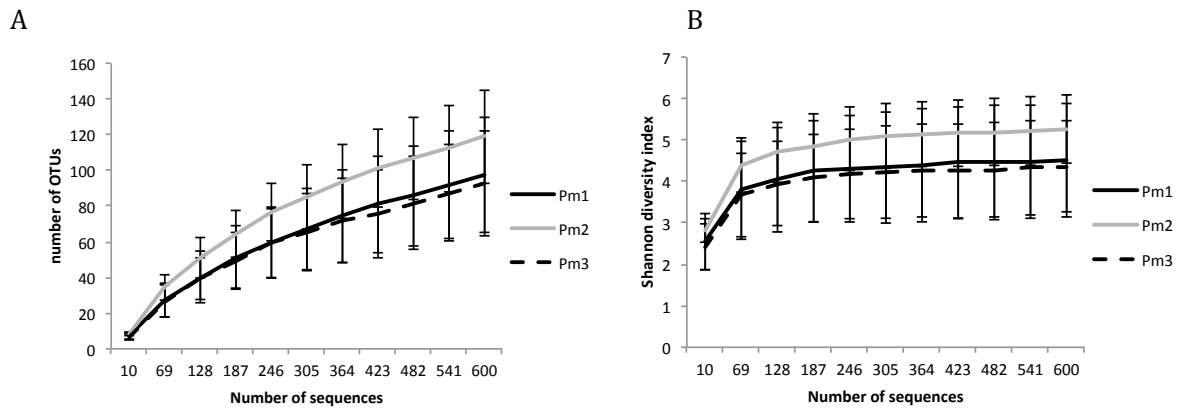 A
160
140
120
100
80
60
40
20
0
number of OTUs
10 69 128 187 246 305 364 423 482 541 600
Number of sequences
Pm1
Pm2
Pm3
B
7
6
5
4
3
2
1
0
Shannon diversity index
10 69 128 187 246 305 364 423 482 541 600
Number of sequences
Pm1
Pm2
Pm3